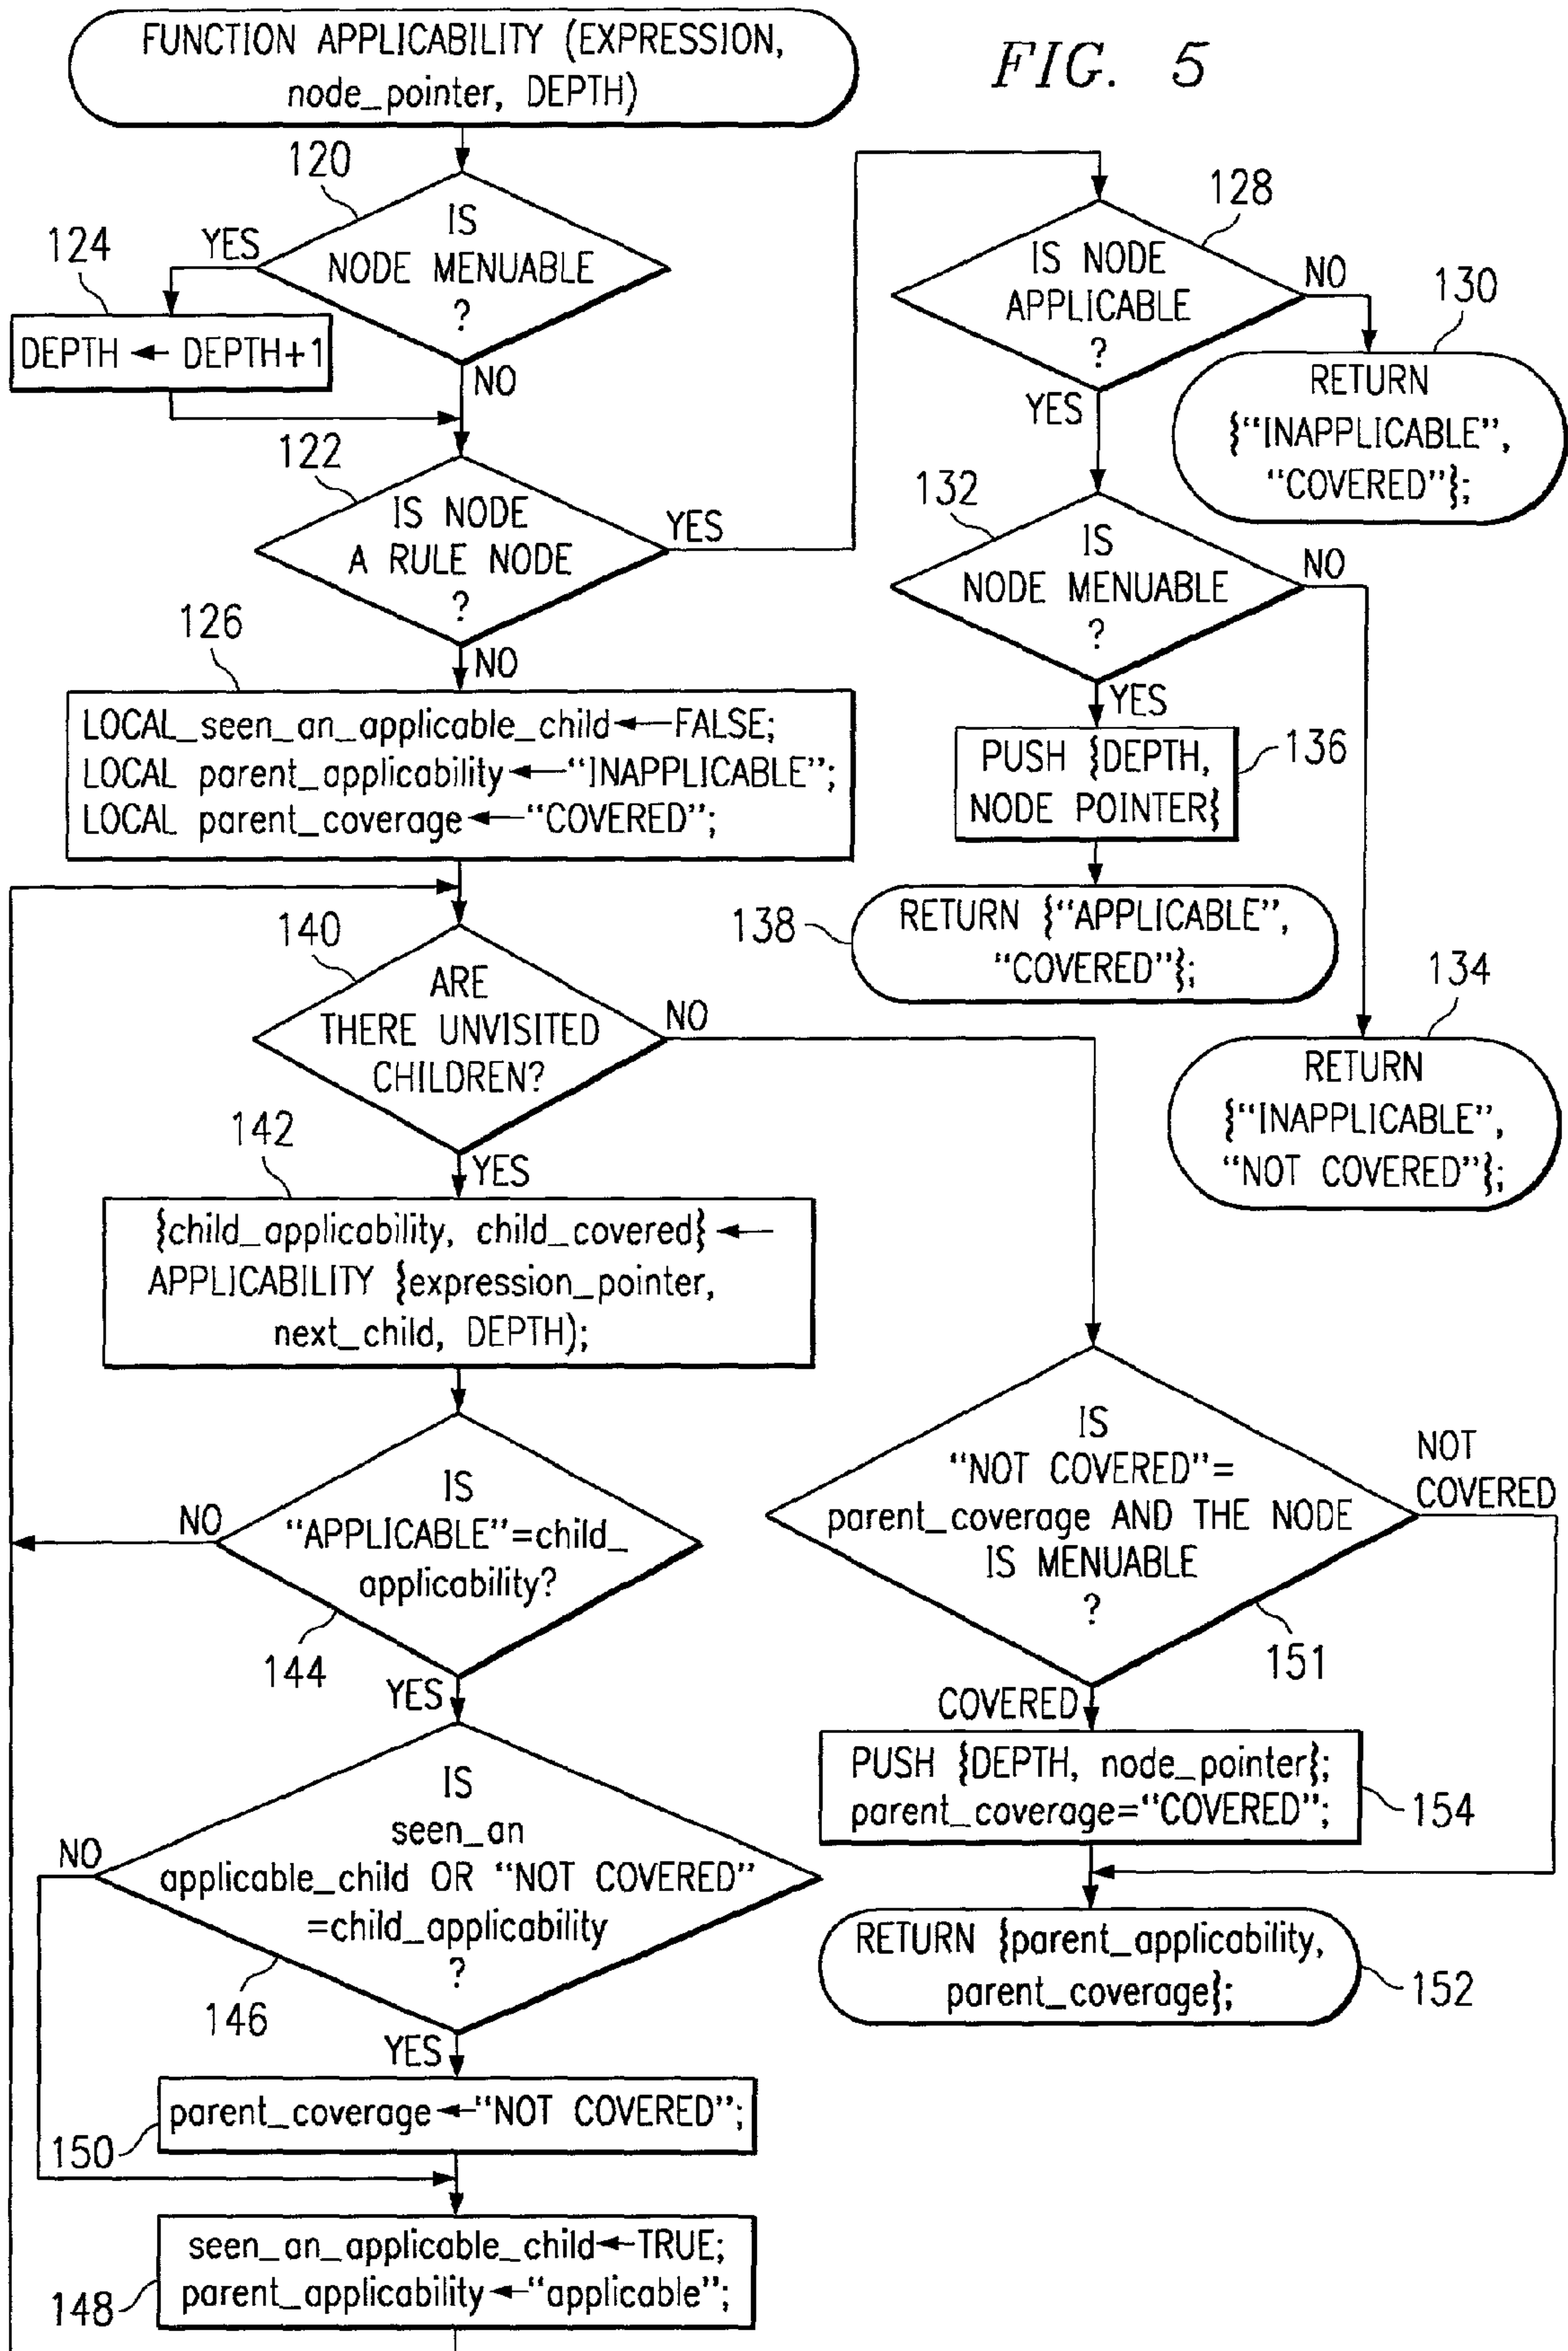 FUNCTION APPLICABILITY (EXPRESSION,
node_pointer, DEPTH)
FIG. 5
120
IS
NODE MENUABLE
?
YES
124
DEPTH ← DEPTH+1
NO
122
IS NODE
A RULE NODE
?
YES
NO
126
LOCAL_seen_an_applicable_child←FALSE;
LOCAL parent_applicability←“INAPPLICABLE”;
LOCAL parent_coverage←“COVERED”;
128
IS NODE
APPLICABLE
?
NO
130
RETURN
{“INAPPLICABLE”,
“COVERED”};
YES
132
IS
NODE MENUABLE
?
NO
YES
PUSH {DEPTH,
NODE POINTER}
136
138
RETURN {“APPLICABLE”,
“COVERED”};
134
RETURN
{“INAPPLICABLE”,
“NOT COVERED”};
140
ARE
THERE UNVISITED
CHILDREN?
NO
YES
142
{child_applicability, child_covered}←
APPLICABILITY {expression_pointer,
next_child, DEPTH);
IS
“APPLICABLE”=child_
applicability?
NO
144
YES
IS
seen_an
applicable_child OR “NOT COVERED”
=child_applicability
?
NO
146
YES
parent_coverage←“NOT COVERED”;
150
seen_an_applicable_child←TRUE;
parent_applicability←“applicable”;
148
IS
“NOT COVERED”=
parent_coverage AND THE NODE
IS MENUABLE
?
NOT
COVERED
151
COVERED
PUSH {DEPTH, node_pointer};
parent_coverage=“COVERED”;
154
RETURN {parent_applicability,
parent_coverage};
152